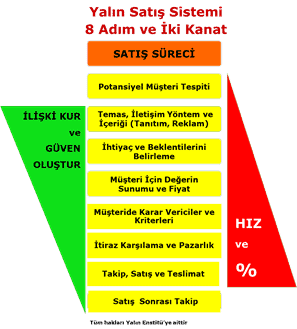 Yalın Satış Sistemi
8 Adım ve İki Kanat
SATIŞ SÜRECİ
Potansiyel Müşteri Tespiti
İLİŞKİ KUR
ve
GÜVEN
OLUŞTUR
Temas, İletişim Yöntem ve
İçeriği (Tanıtım, Reklam)
İhtiyaç ve Beklentilerini
Belirleme
Müşteri İçin Değerin
Sunumu ve Fiyat
Müşteride Karar Vericiler ve
Kriterleri
İtiraz Karşılama ve Pazarlık
Takip, Satış ve Teslimat
Satış Sonrası Takip
HIZ
ve
%
Tüm hakları Yalın Enstitü'ye aittir